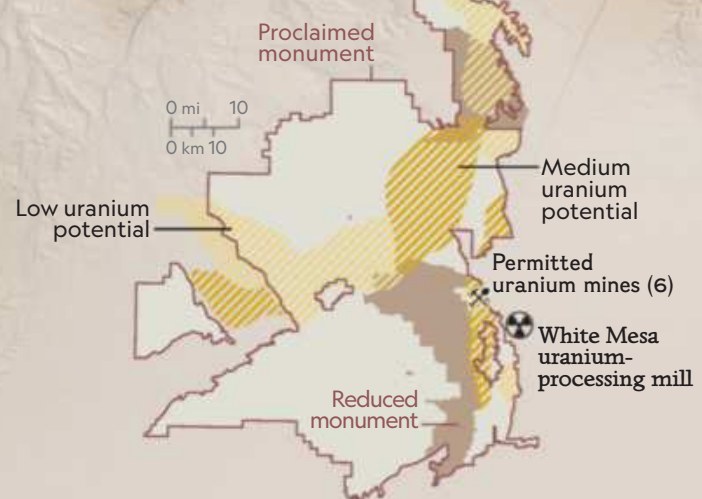 Proclaimed
monument
0 mi 10
0 km 10
Medium
uranium
potential
Low uranium
potential
Permitted
uranium mines (6)
White Mesa
uranium-
processing mill
Reduced
monument